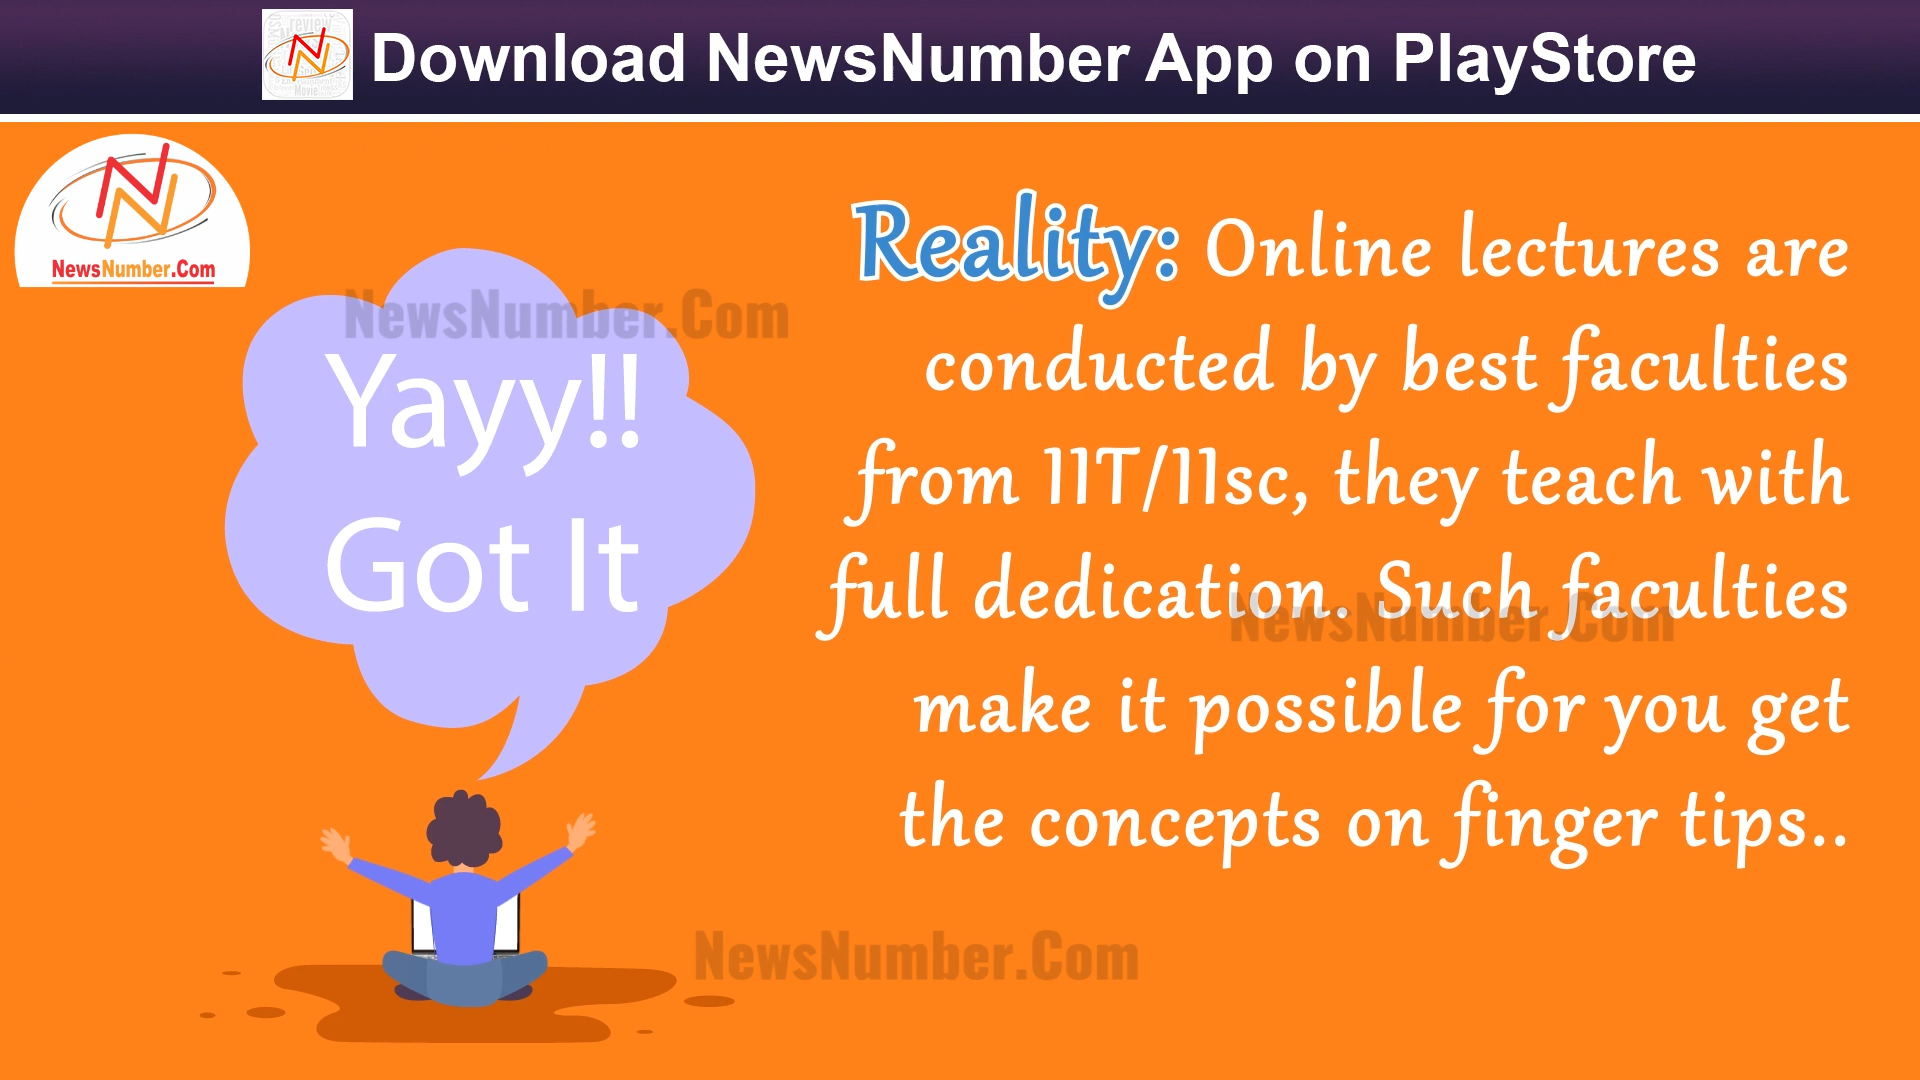 Download NewsNumber App on PlayStore
NewsNumber.Com
NewsNumber.Com
Yayy!!
Got It
Reality: Online lectures are
conducted by best faculties
from IIT/IIsc, they teach with
full dedication. Such faculties
NewsNumber.Com
make it possible for you get
the concepts on finger tips..
NewsNumber.Com